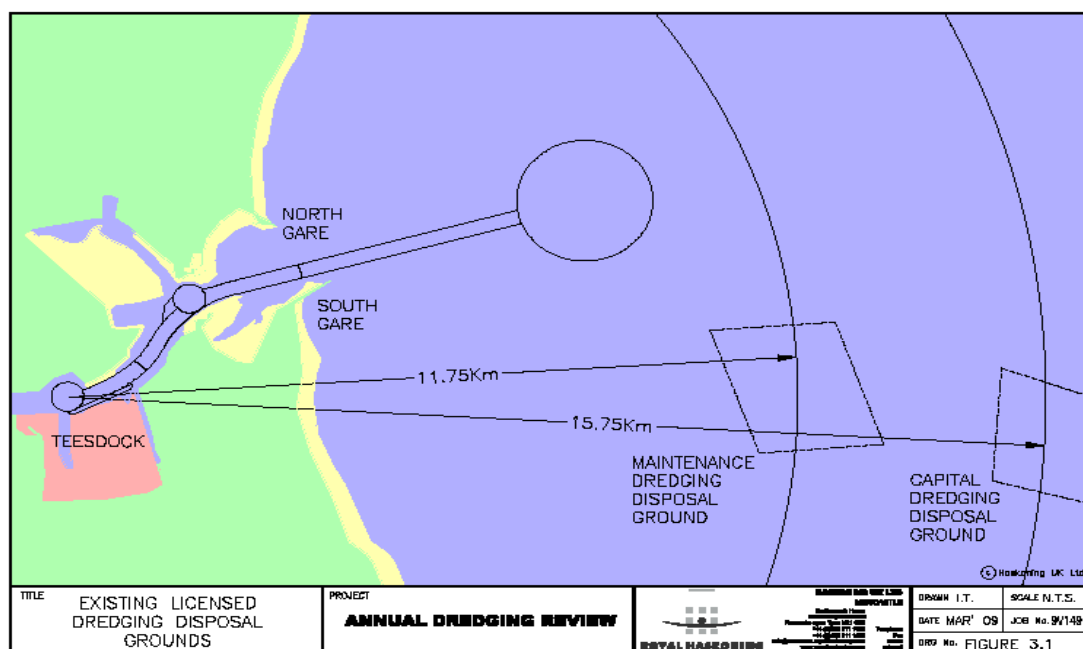 NORTH
GARE
SOUTH
GARE
11.75Km
15.75Km
TEESDOCK
MAINTENANCE
DREDGING
DISPOSAL
GROUND
CAPITAL
DREDGING
DISPOSAL
GROUND
© Haskoning UK Ltd
TITLE
EXISTING LICENSED
DREDGING DISPOSAL
GROUNDS
PROJECT
ANNUAL DREDGING REVIEW
ROYAL HASKONING
DRAWN I.T.
SCALE N.T.S.
DATE MAR' 09
JOB No. 9V149
DRG No. FIGURE 3.1